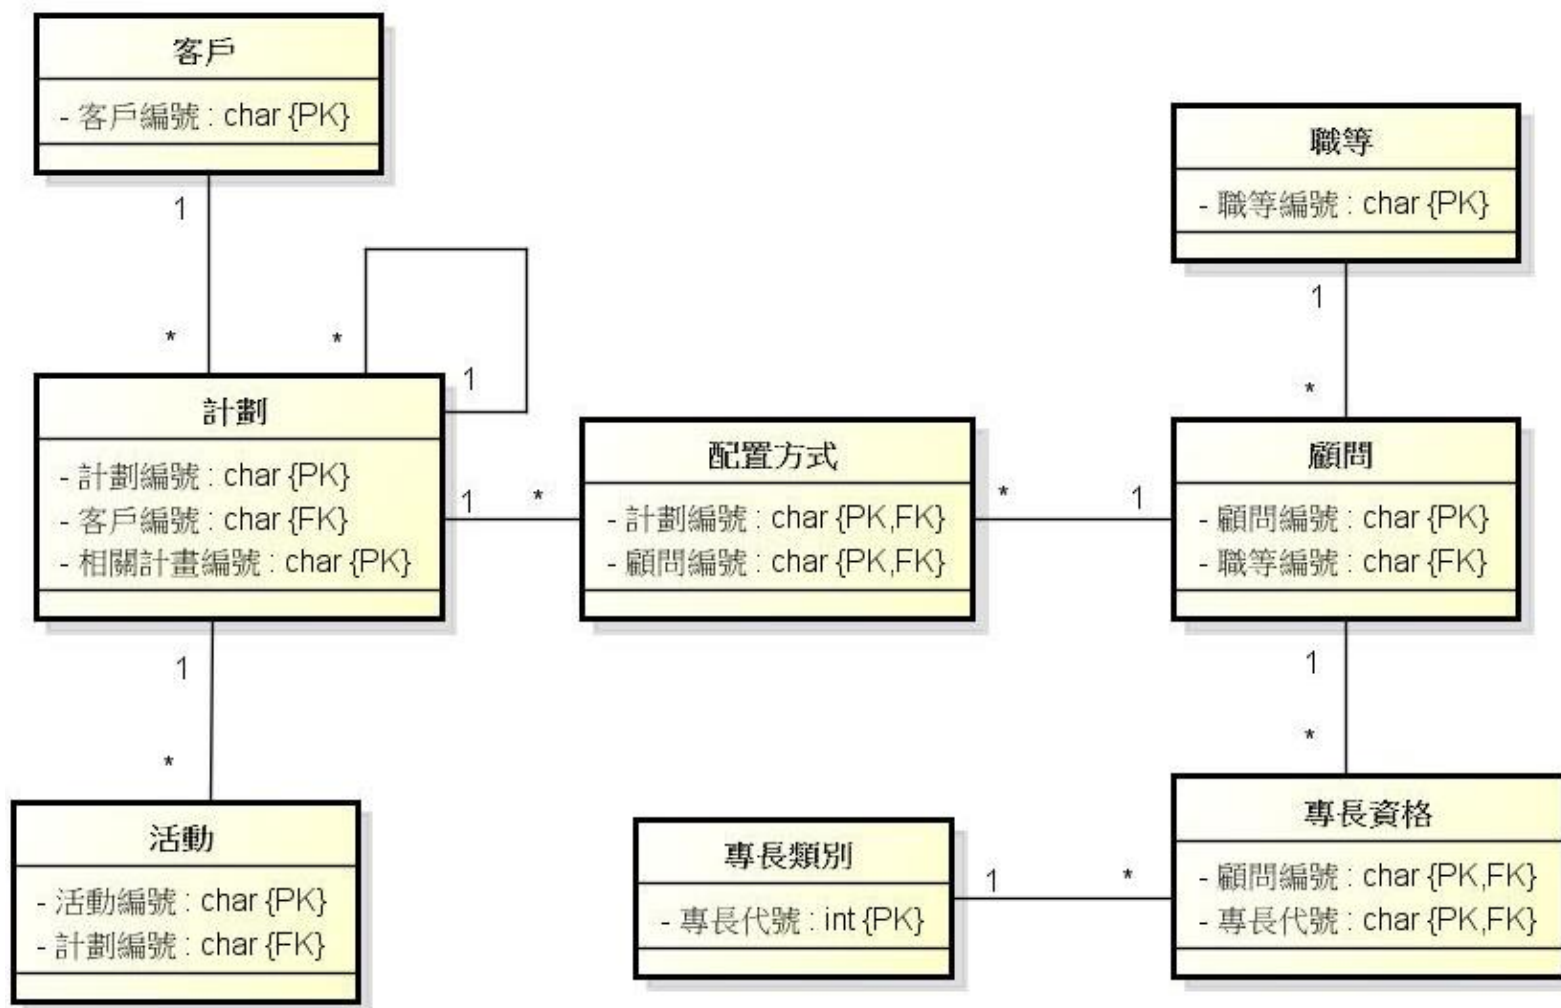 客戶
- 客戶編號 : char {PK}
1
*
*
1
計劃
- 計劃編號 : char {PK}
- 客戶編號 : char {FK}
- 相關計畫編號 : char {PK}
1
*
配置方式
- 計劃編號 : char {PK,FK}
- 顧問編號 : char {PK,FK}
*
1
職等
- 職等編號 : char {PK}
1
*
顧問
- 顧問編號 : char {PK}
- 職等編號 : char {FK}
1
*
1
*
活動
- 活動編號 : char {PK}
- 計劃編號 : char {FK}
專長類別
- 專長代號 : int {PK}
1
*
專長資格
- 顧問編號 : char {PK,FK}
- 專長代號 : char {PK,FK}